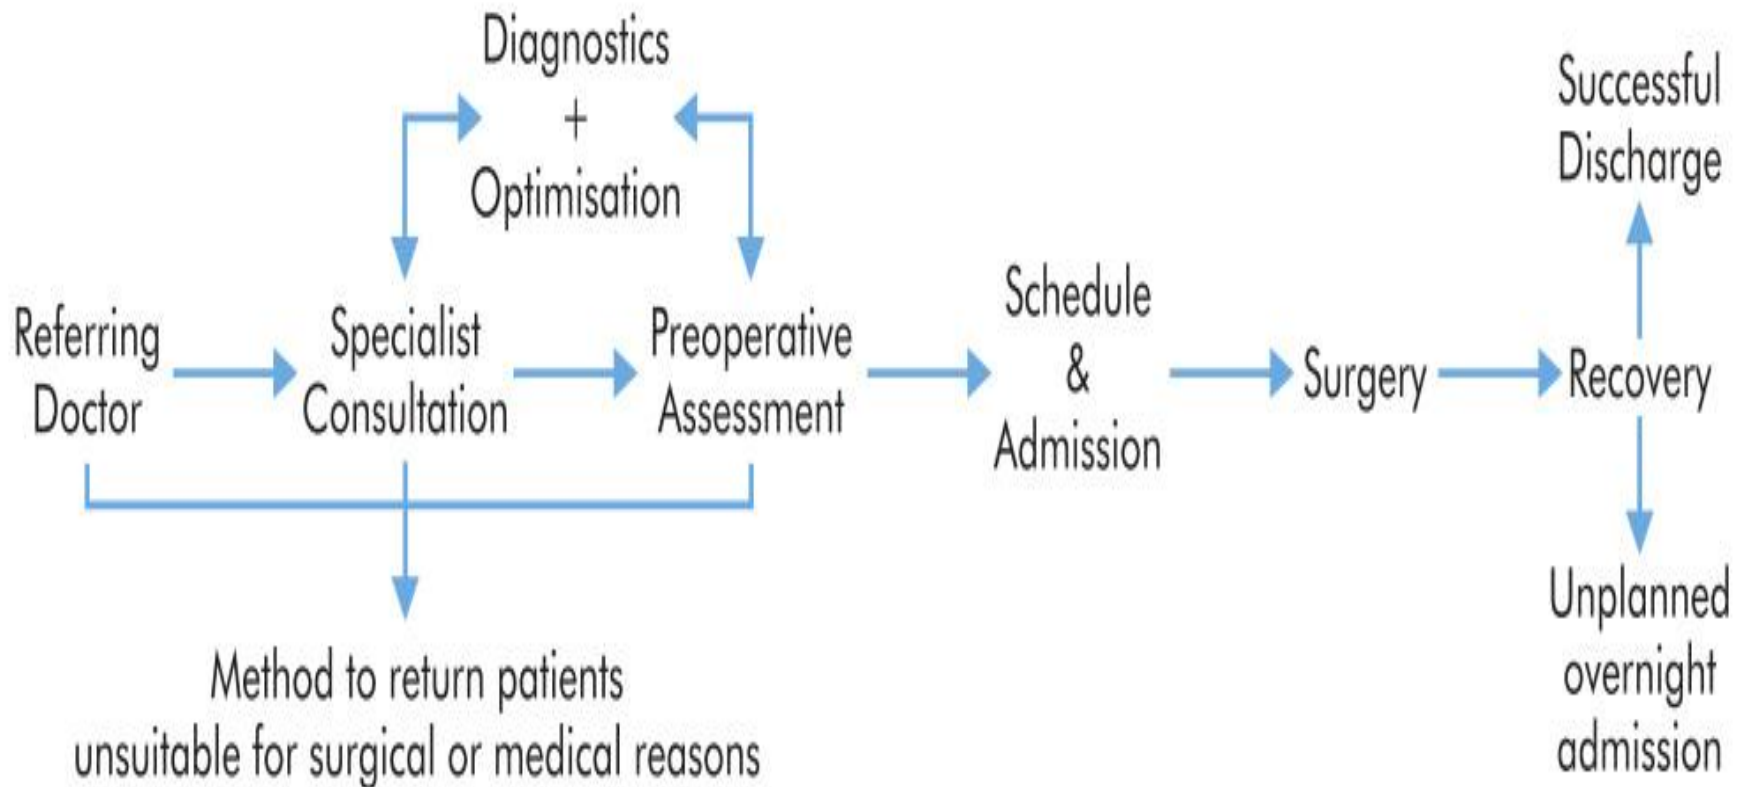 Diagnostics
+
Optimisation
Referring
Doctor
Specialist
Consultation
Preoperative
Assessment
Schedule
&
Admission
Surgery
Recovery
Successful
Discharge
Unplanned
overnight
admission
Method to return patients
unsuitable for surgical or medical reasons